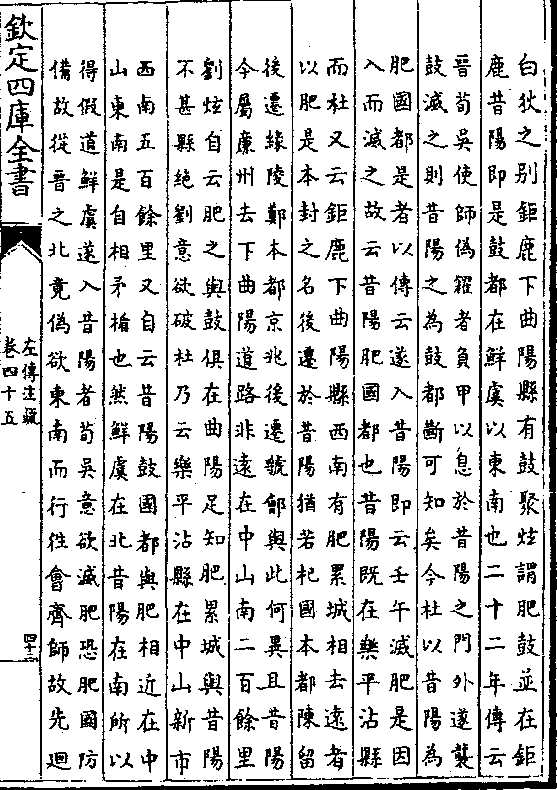 白狄之别鉅鹿下曲陽縣有鼓聚炫謂肥鼓並在鉅
鹿昔陽即是鼓都在鮮虞以東南也二十二年傳云
晉荀吳使師偽糴者負甲以息於昔陽之門外遂襲
鼓滅之則昔陽之為鼓都斷可知矣今杜以昔陽為
肥國都是者以傳云遂入昔陽即云壬午滅肥是因
入而滅之故云昔陽肥國都也昔陽既在樂平沾縣
而杜又云鉅鹿下曲陽縣西南有肥累城相去遠者
以肥是本封之名後遷於昔陽猶若杞國本都陳留
後遷緣陵鄭本都京兆後遷虢鄶與此何異且昔陽
今屬廉州去下曲陽道路非遠在中山南二百餘里
劉炫自云肥之與鼓俱在曲陽足知肥累城與昔陽
不甚縣絶劉意欲破杜乃云樂平沾縣在中山新市
西南五百餘里又自云昔陽鼓國都與肥相近在中
山東南是自相矛楯也然鮮虞在北昔陽在南所以
得假道鮮虞遂入昔陽者荀吳意欲滅肥恐肥國防
備故從晉之北竟偽欲東南而行往會齊師故先迴
欽定四庫全書
左傳注疏
卷四十五